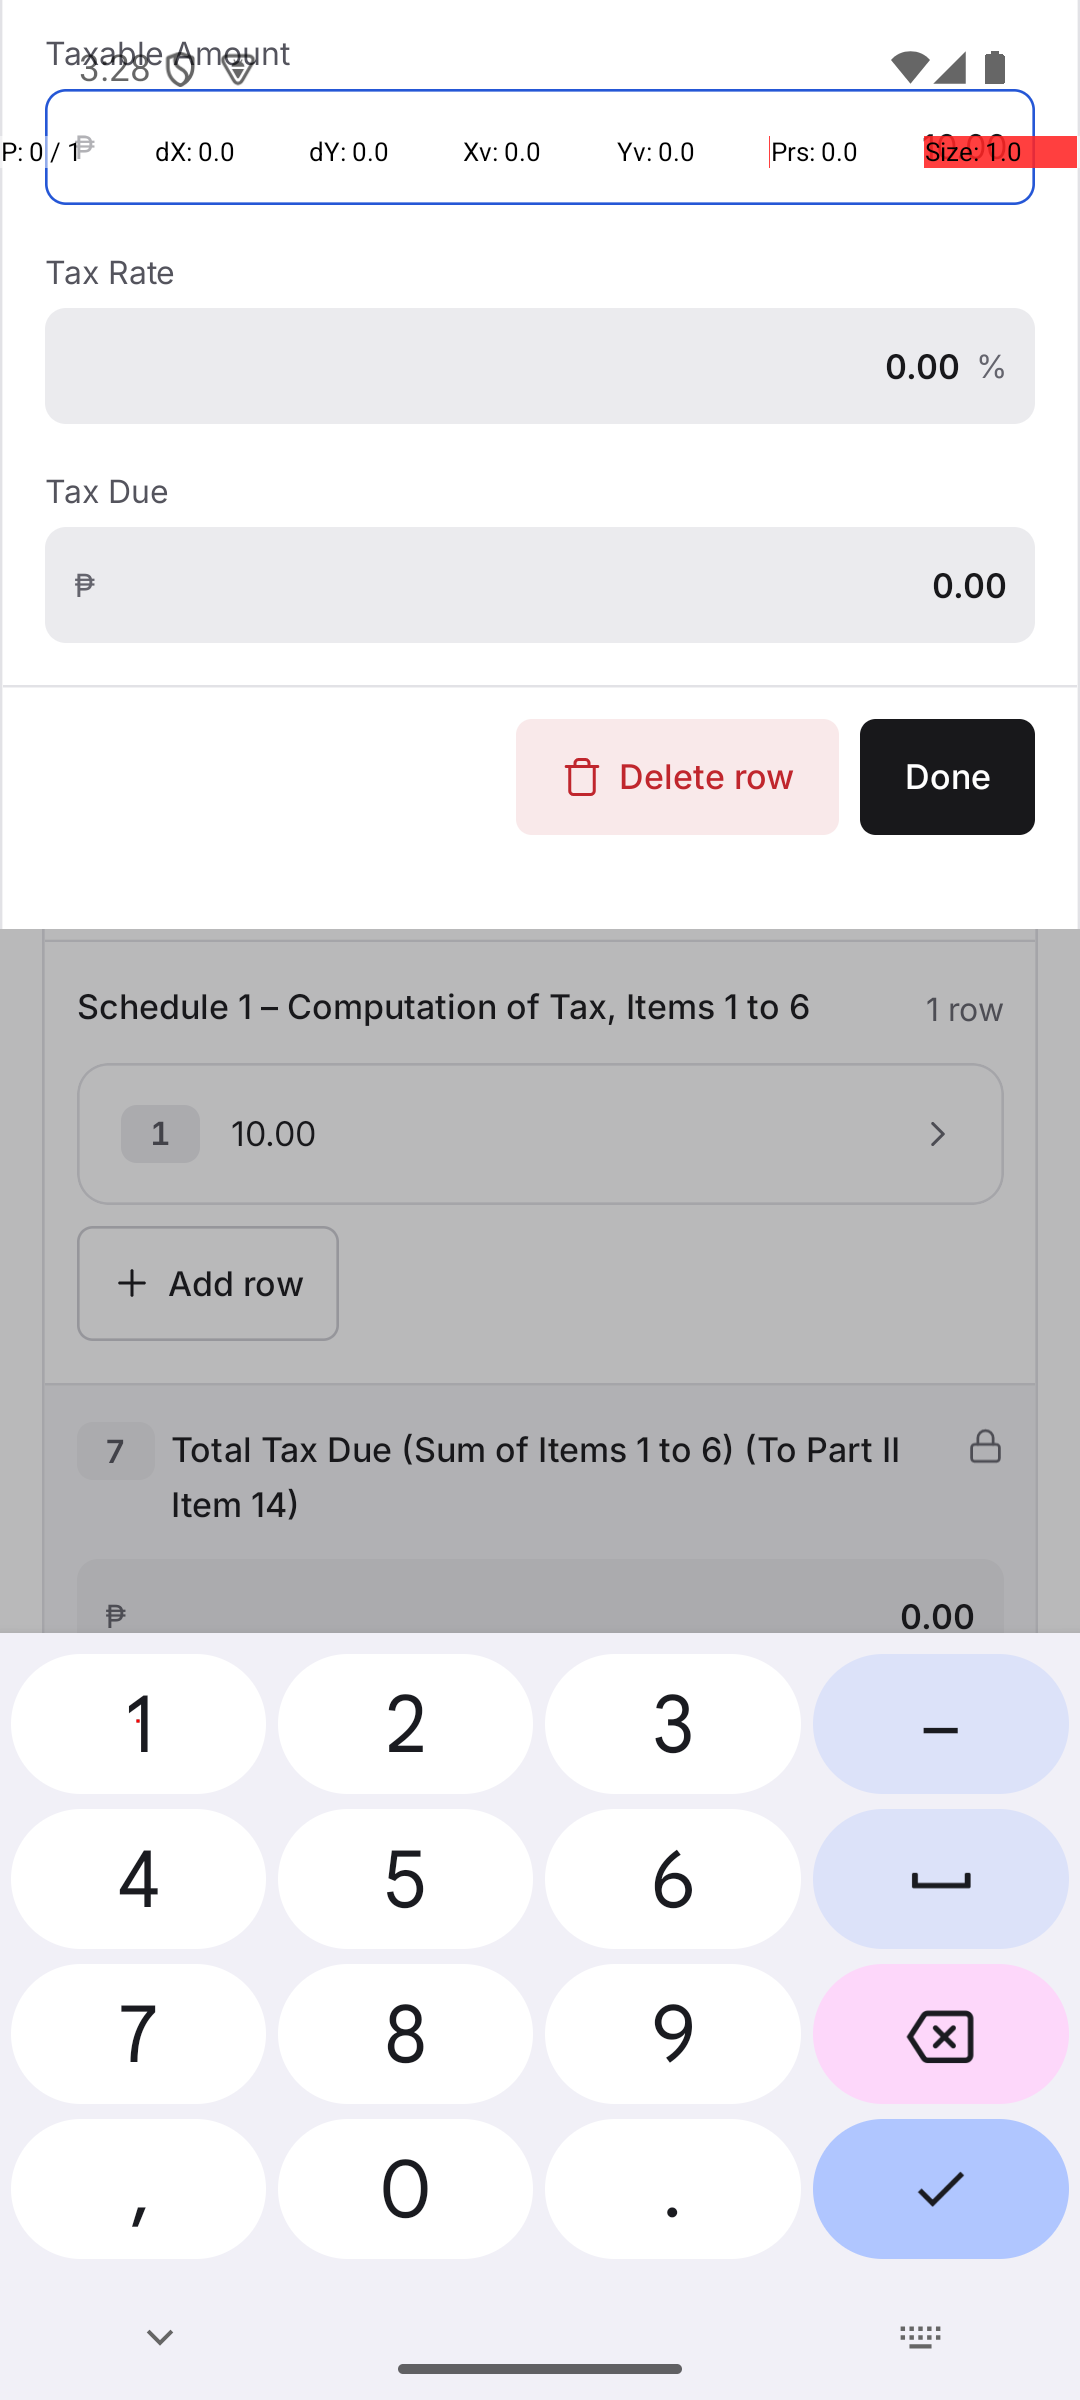 Taxable Amount
3:28
P: 0 / 1
dX: 0.0
dY: 0.0
Xv: 0.0
Yv: 0.0
Prs: 0.0
Size: 1.0
₱
10.00
Tax Rate
0.00 %
Tax Due
₱ 0.00
Delete row
Done
Schedule 1 – Computation of Tax, Items 1 to 6
1 row
1 10.00
Add row
7 Total Tax Due (Sum of Items 1 to 6) (To Part II
Item 14)
₱ 0.00
1 2 3 –
4 5 6
7 8 9
, 0 .